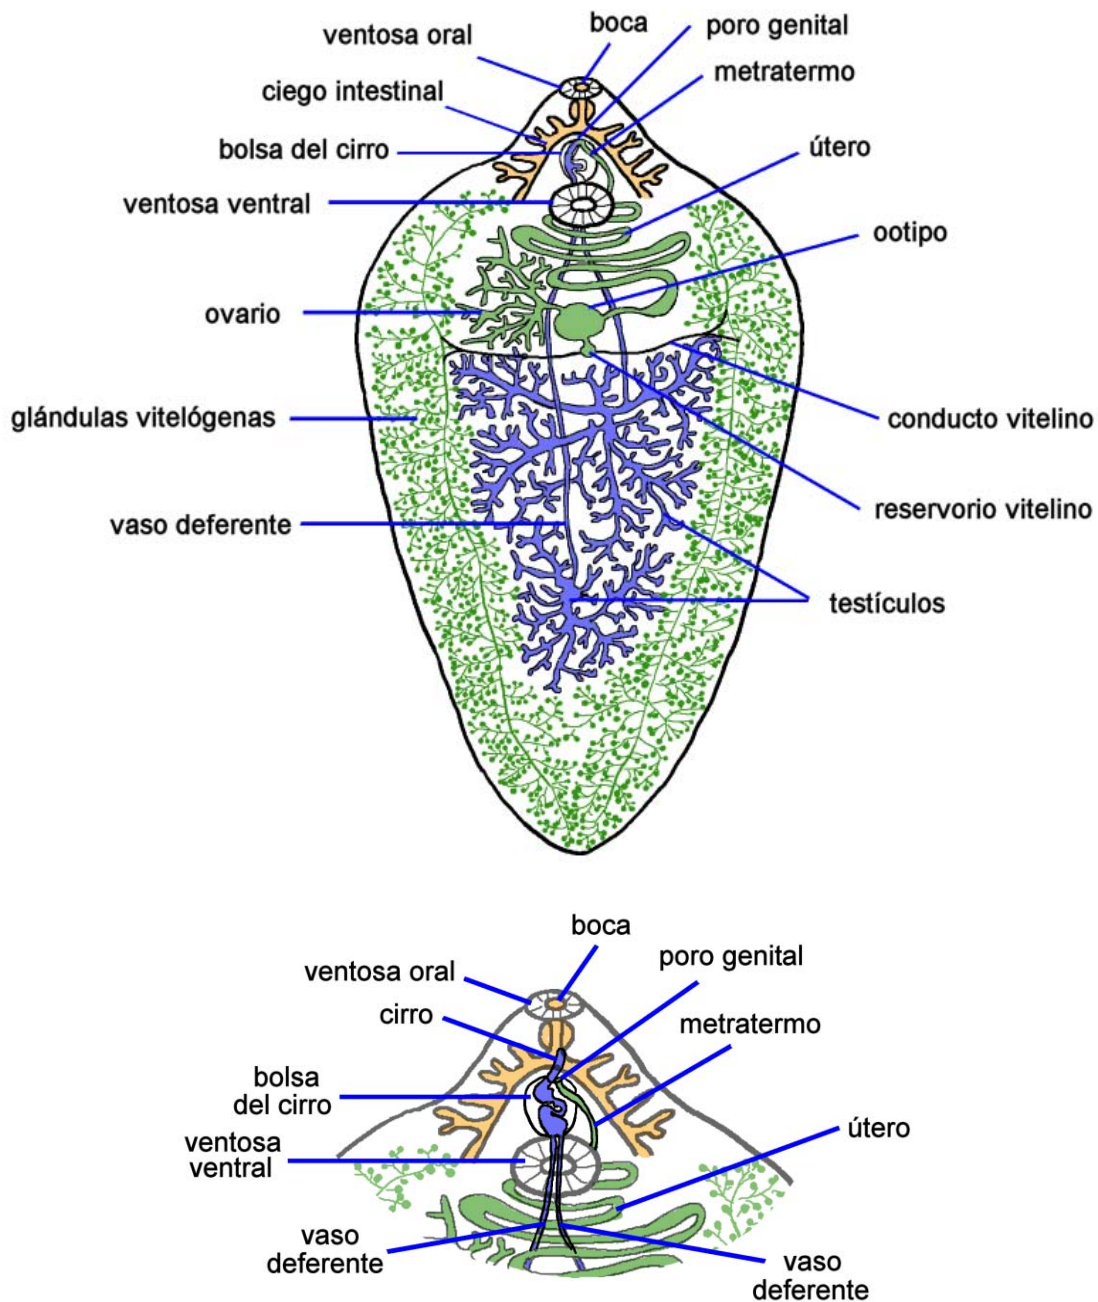 boca
poro genital
ventosa oral
metratermo
ciego intestinal
bolsa del cirro
útero
ventosa ventral
ootipo
ovario
glándulas vitelógenas
conducto vitelino
reservorio vitelino
vaso deferente
testículos
boca
poro genital
ventosa oral
cirro
metratermo
bolsa
del cirro
útero
ventosa
ventral
vaso
deferente
vaso
deferente